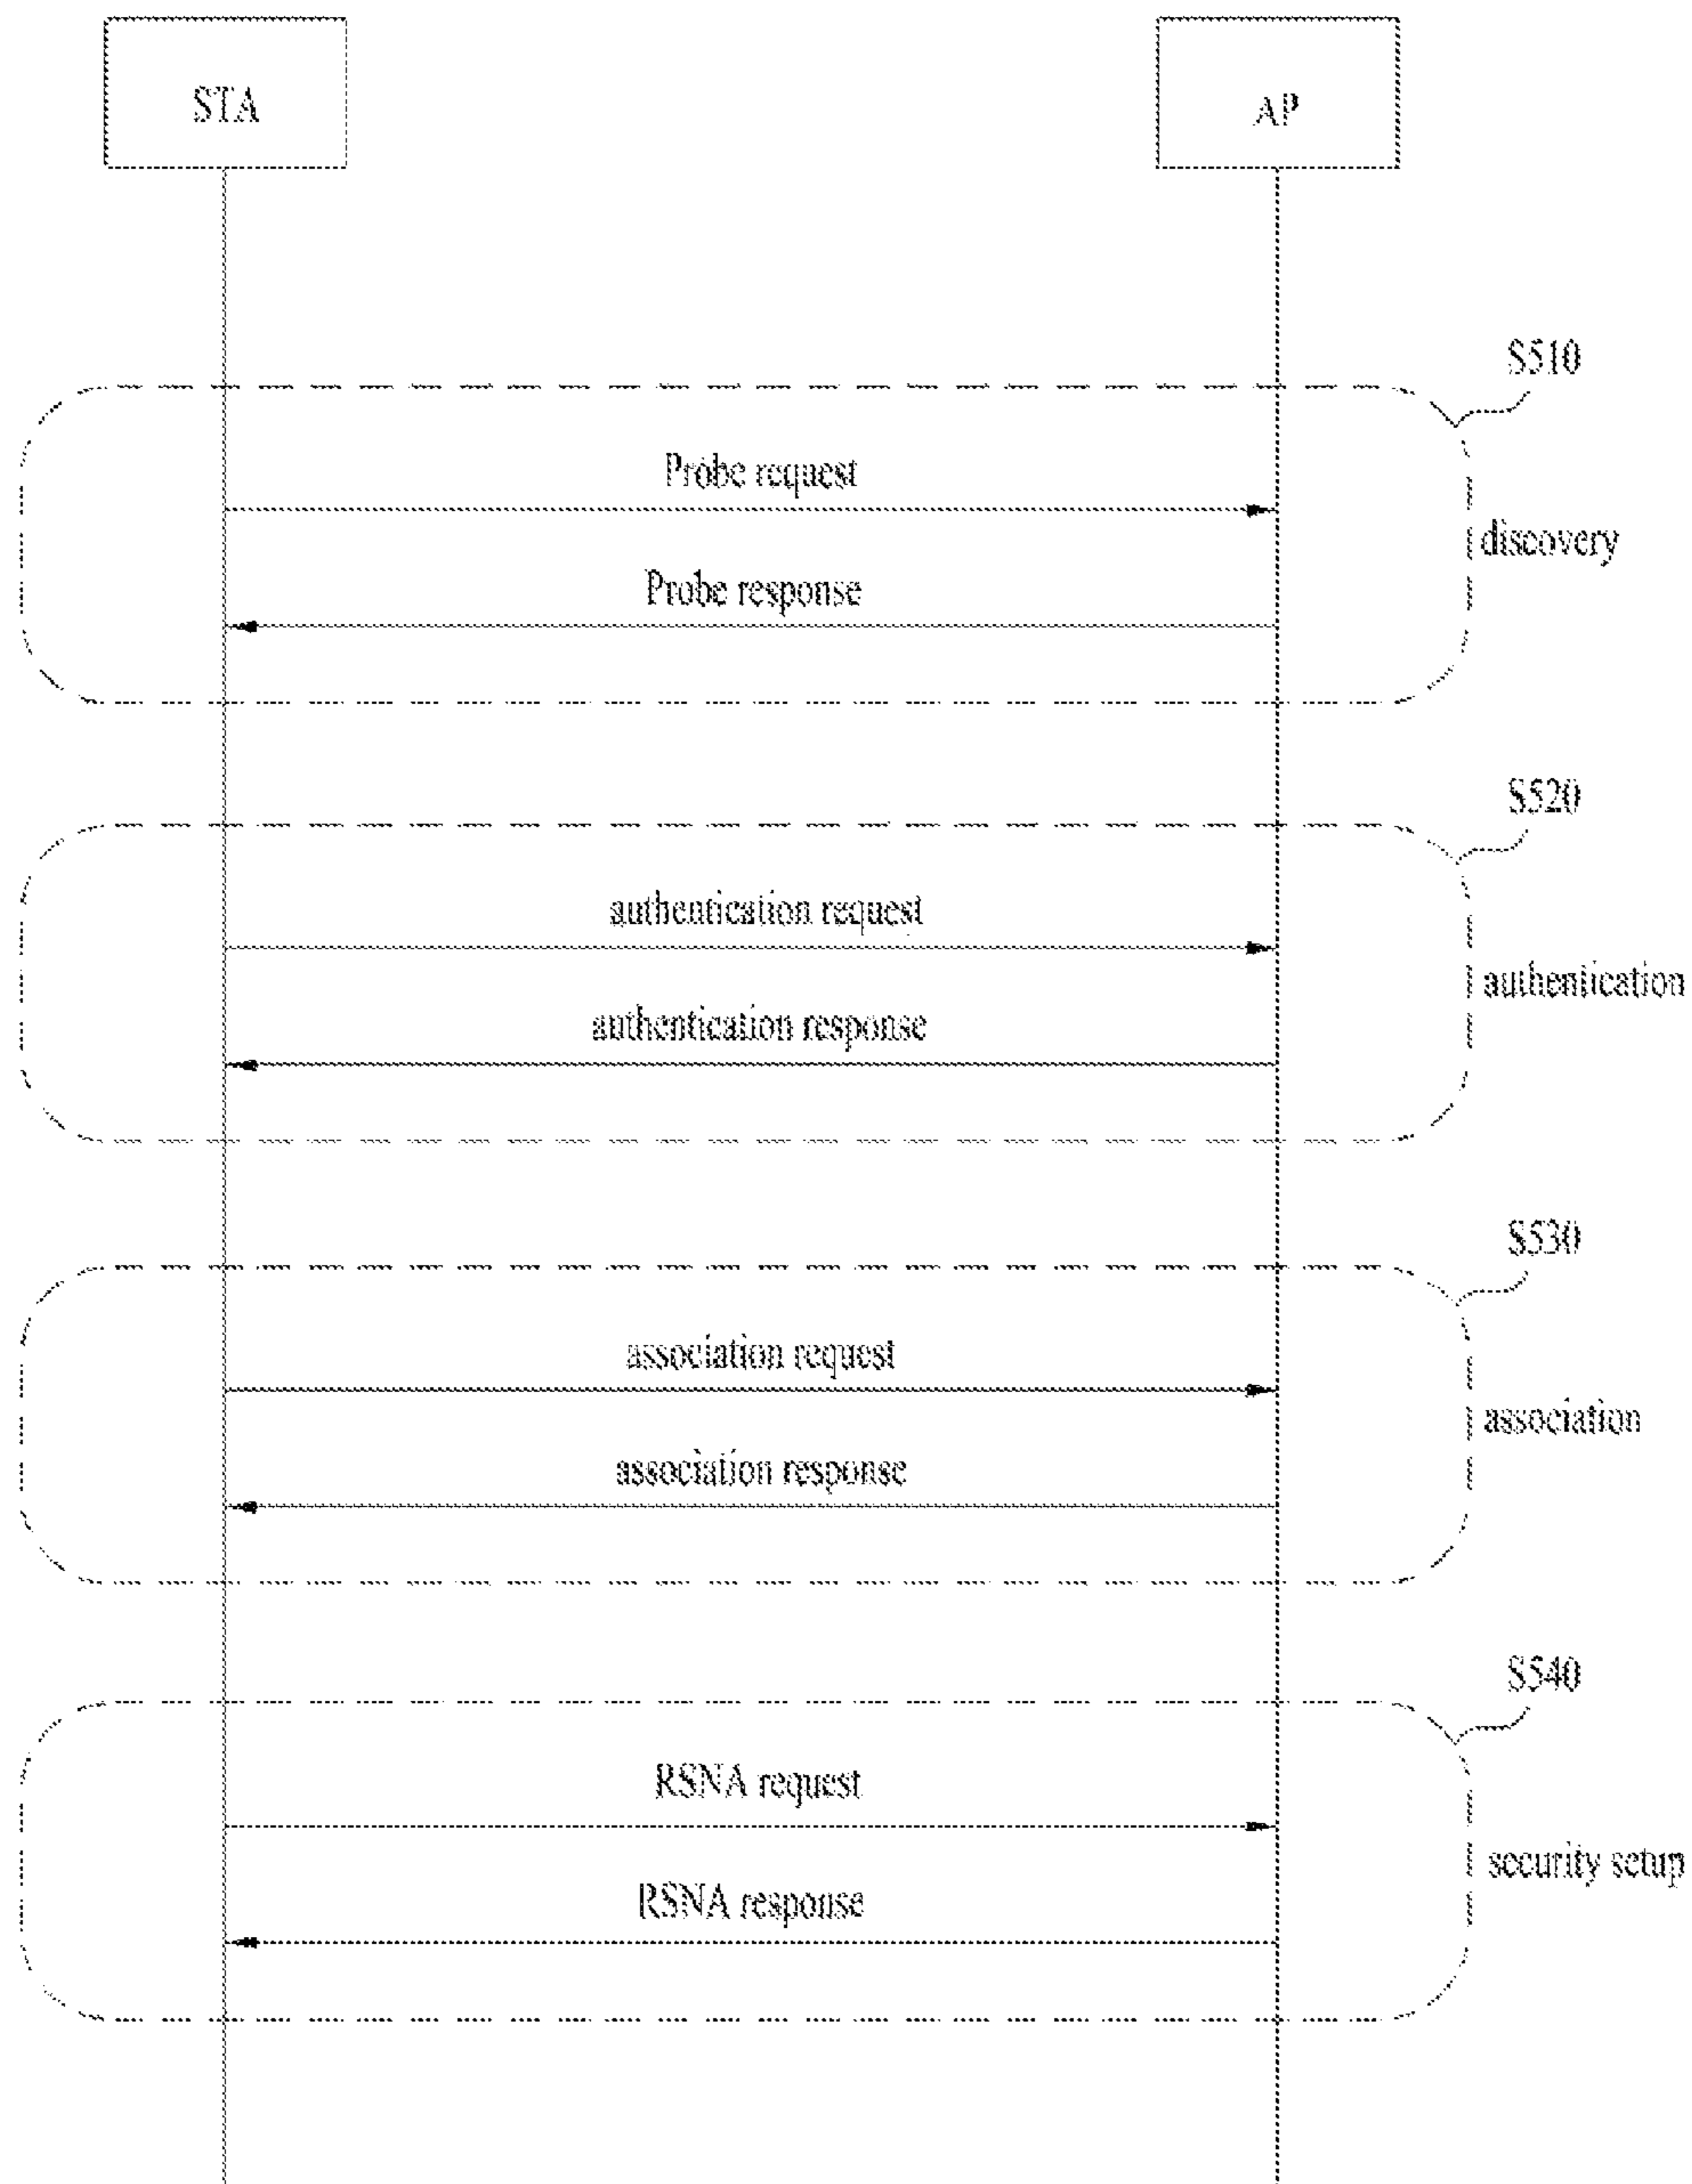 STA
AP
S510
Probe request
discovery
Probe response
S520
authentication request
authentication
authentication response
S530
association request
association
association response
S540
RSNA request
security setup
RSNA response